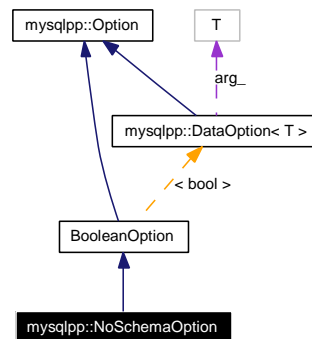 mysqlpp::Option
T
arg_
mysqlpp::DataOption< T >
< bool >
BooleanOption
mysqlpp::NoSchemaOption